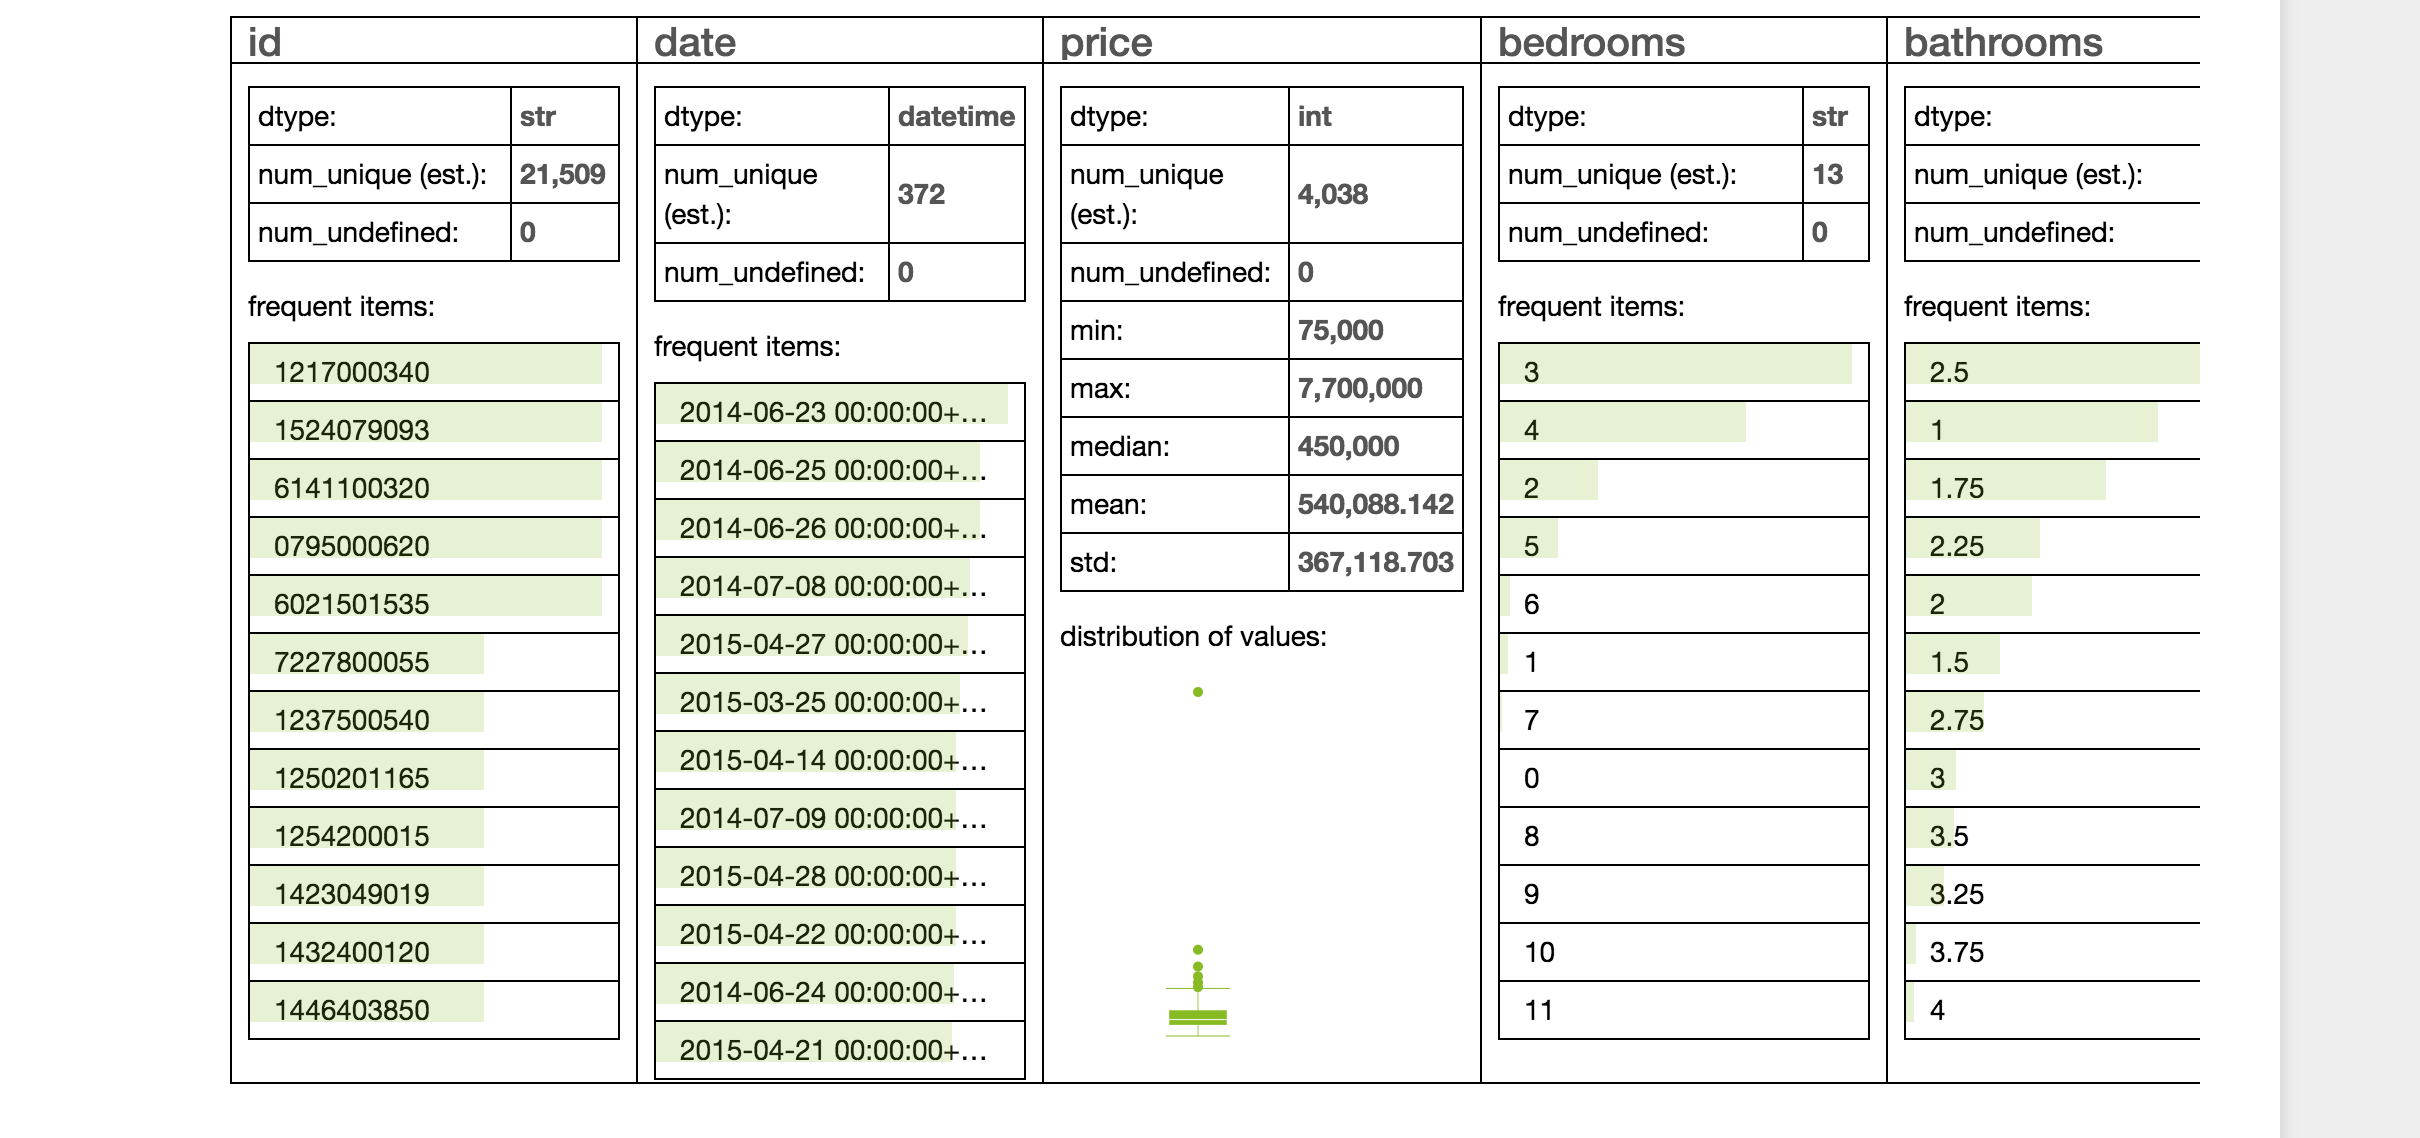 id
dtype: str
num_unique (est.): 21,509
num_undefined: 0
frequent items:
1217000340
1524079093
6141100320
0795000620
6021501535
7227800055
1237500540
1250201165
1254200015
1423049019
1432400120
1446403850
date
dtype: datetime
num_unique
(est.): 372
num_undefined: 0
frequent items:
2014-06-23 00:00:00+...
2014-06-25 00:00:00+...
2014-06-26 00:00:00+...
2014-07-08 00:00:00+...
2015-04-27 00:00:00+...
2015-03-25 00:00:00+...
2015-04-14 00:00:00+...
2014-07-09 00:00:00+...
2015-04-28 00:00:00+...
2015-04-22 00:00:00+...
2014-06-24 00:00:00+...
2015-04-21 00:00:00+...
price
dtype: int
num_unique
(est.): 4,038
num_undefined: 0
min: 75,000
max: 7,700,000
median: 450,000
mean: 540,088.142
std: 367,118.703
distribution of values:
bedrooms
dtype: str
num_unique (est.): 13
num_undefined: 0
frequent items:
3
4
2
5
6
1
7
0
8
9
10
11
bathrooms
dtype:
num_unique (est.):
num_undefined:
frequent items:
2.5
1
1.75
2.25
2
1.5
2.75
3
3.5
3.25
3.75
4